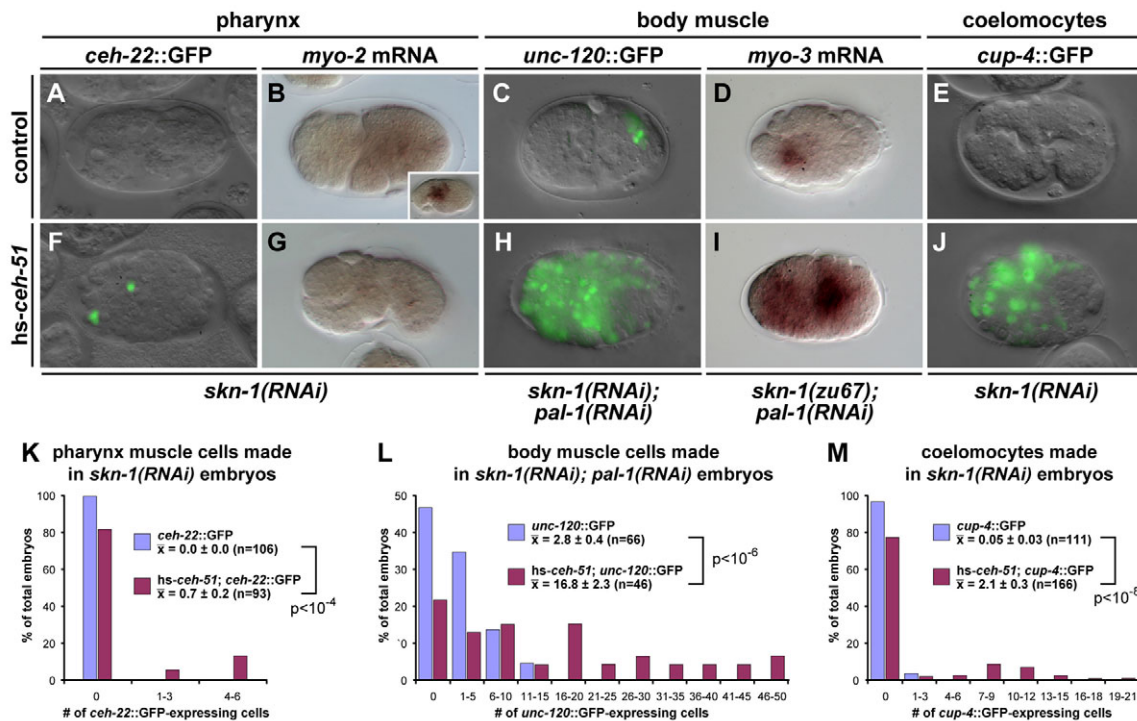 pharynx body muscle coelomocytes
ceh-22::GFP myo-2 mRNA unc-120::GFP myo-3 mRNA cup-4::GFP
control
A B C D E
hs-ceh-51
F G H I J
skn-1(RNAi) skn-1(RNAi); pal-1(RNAi) skn-1(zu67); pal-1(RNAi) skn-1(RNAi)
K pharynx muscle cells made
in skn-1(RNAi) embryos
% of total embryos
100
80
60
40
20
0
ceh-22::GFP
x̄ = 0.0 ± 0.0 (n=106)
hs-ceh-51; ceh-22::GFP
x̄ = 0.7 ± 0.2 (n=93)
p<10-4
0 1-3 4-6
# of ceh-22::GFP-expressing cells
L body muscle cells made
in skn-1(RNAi); pal-1(RNAi) embryos
% of total embryos
50
40
30
20
10
0
unc-120::GFP
x̄ = 2.8 ± 0.4 (n=66)
hs-ceh-51; unc-120::GFP
x̄ = 16.8 ± 2.3 (n=46)
p<10-6
0 1-5 6-10 11-15 16-20 21-25 26-30 31-35 36-40 41-45 46-50
# of unc-120::GFP-expressing cells
M coelomocytes made
in skn-1(RNAi) embryos
% of total embryos
100
80
60
40
20
0
cup-4::GFP
x̄ = 0.05 ± 0.03 (n=111)
hs-ceh-51; cup-4::GFP
x̄ = 2.1 ± 0.3 (n=166)
p<10-8
0 1-3 4-6 7-9 10-12 13-15 16-18 19-21
# of cup-4::GFP-expressing cells